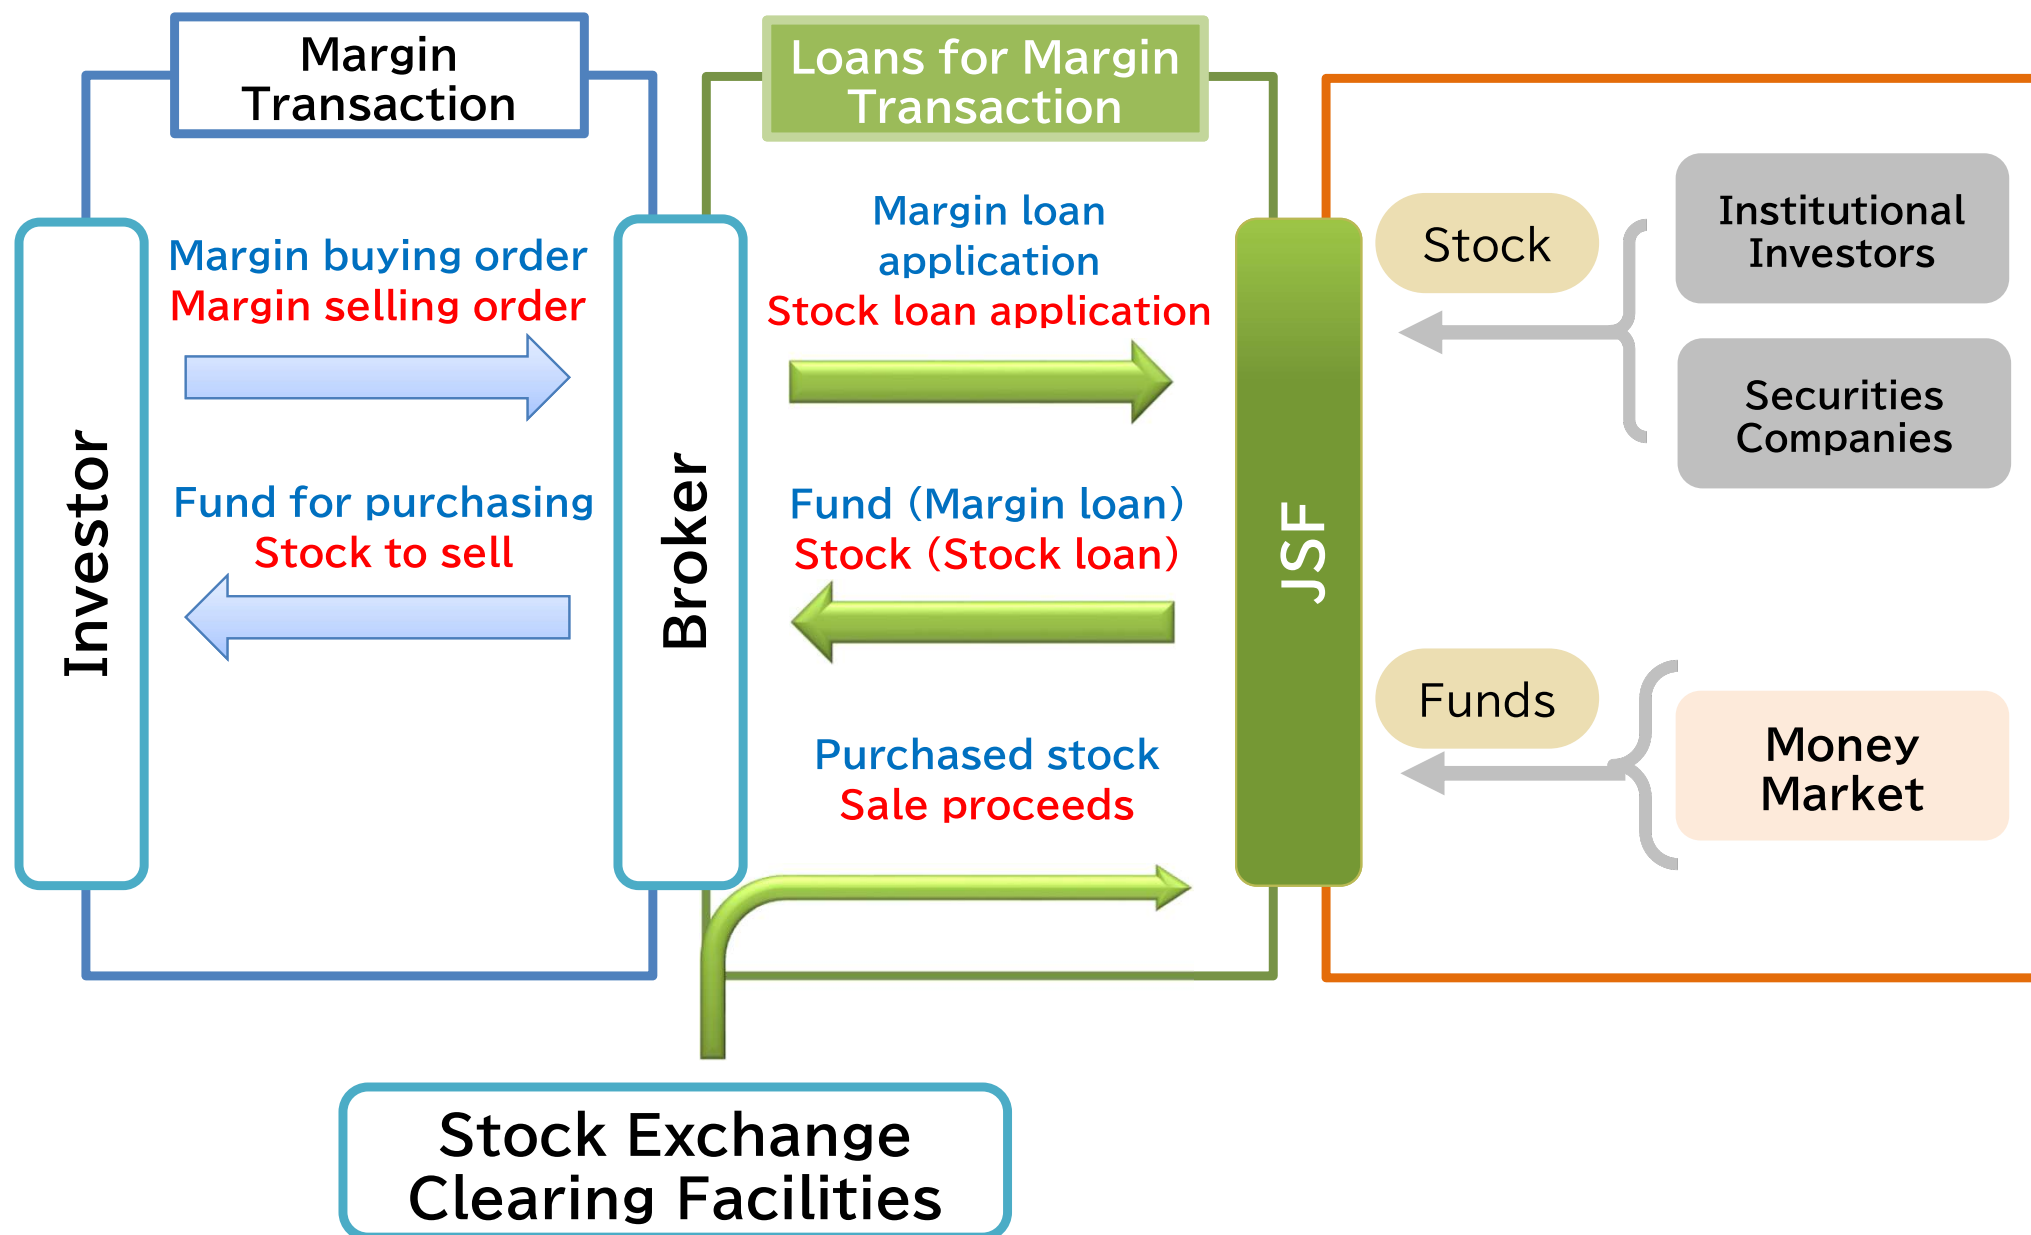 Margin
Transaction
Loans for Margin
Transaction
Investor
Margin buying order
Margin selling order
Fund for purchasing
Stock to sell
Broker
Margin loan
application
Stock loan application
Fund (Margin loan)
Stock (Stock loan)
Purchased stock
Sale proceeds
JSF
Stock
Institutional
Investors
Securities
Companies
Funds
Money
Market
Stock Exchange
Clearing Facilities